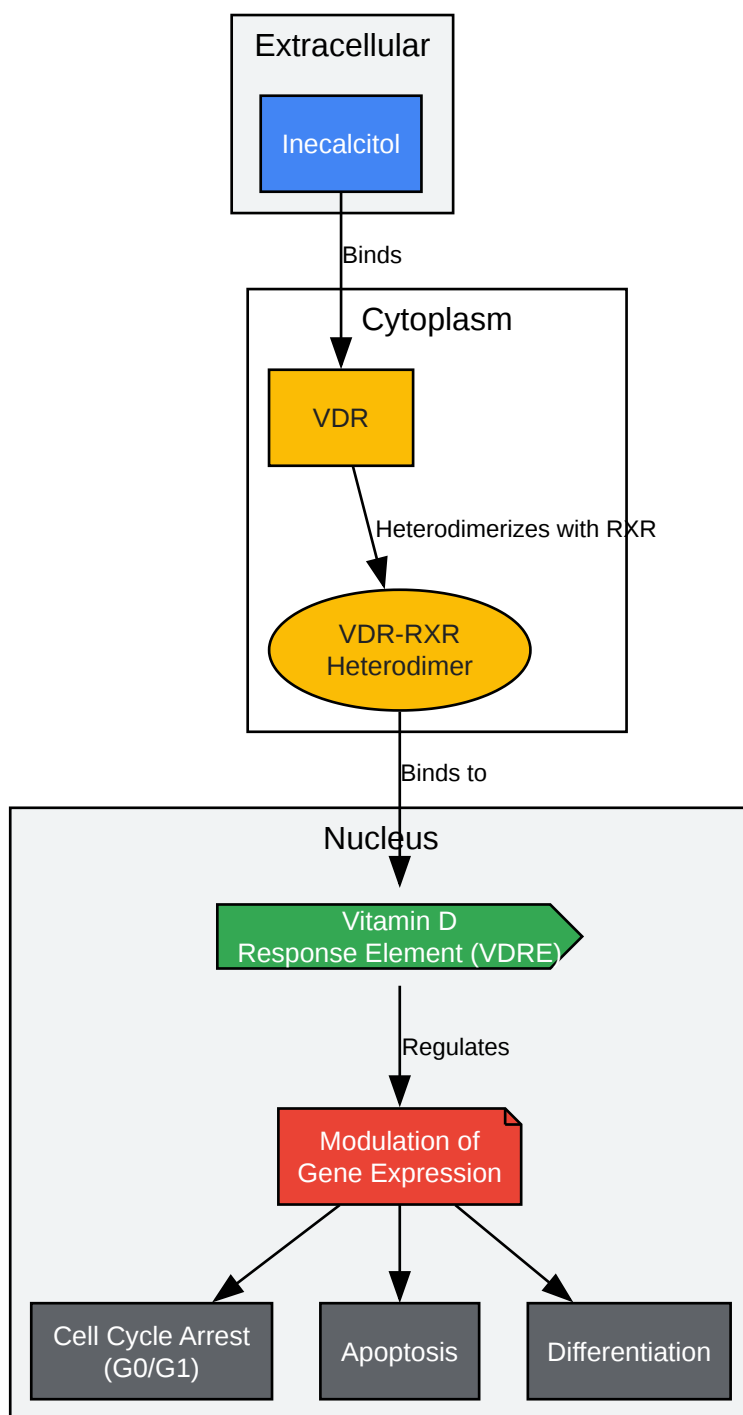 Extracellular
Inecalcitol
Binds
Cytoplasm
VDR
Heterodimerizes with RXR
VDR-RXR
Heterodimer
Binds to
Nucleus
Vitamin D
Response Element (VDRE)
Regulates
Modulation of
Gene Expression
Cell Cycle Arrest
(G0/G1)
Apoptosis
Differentiation